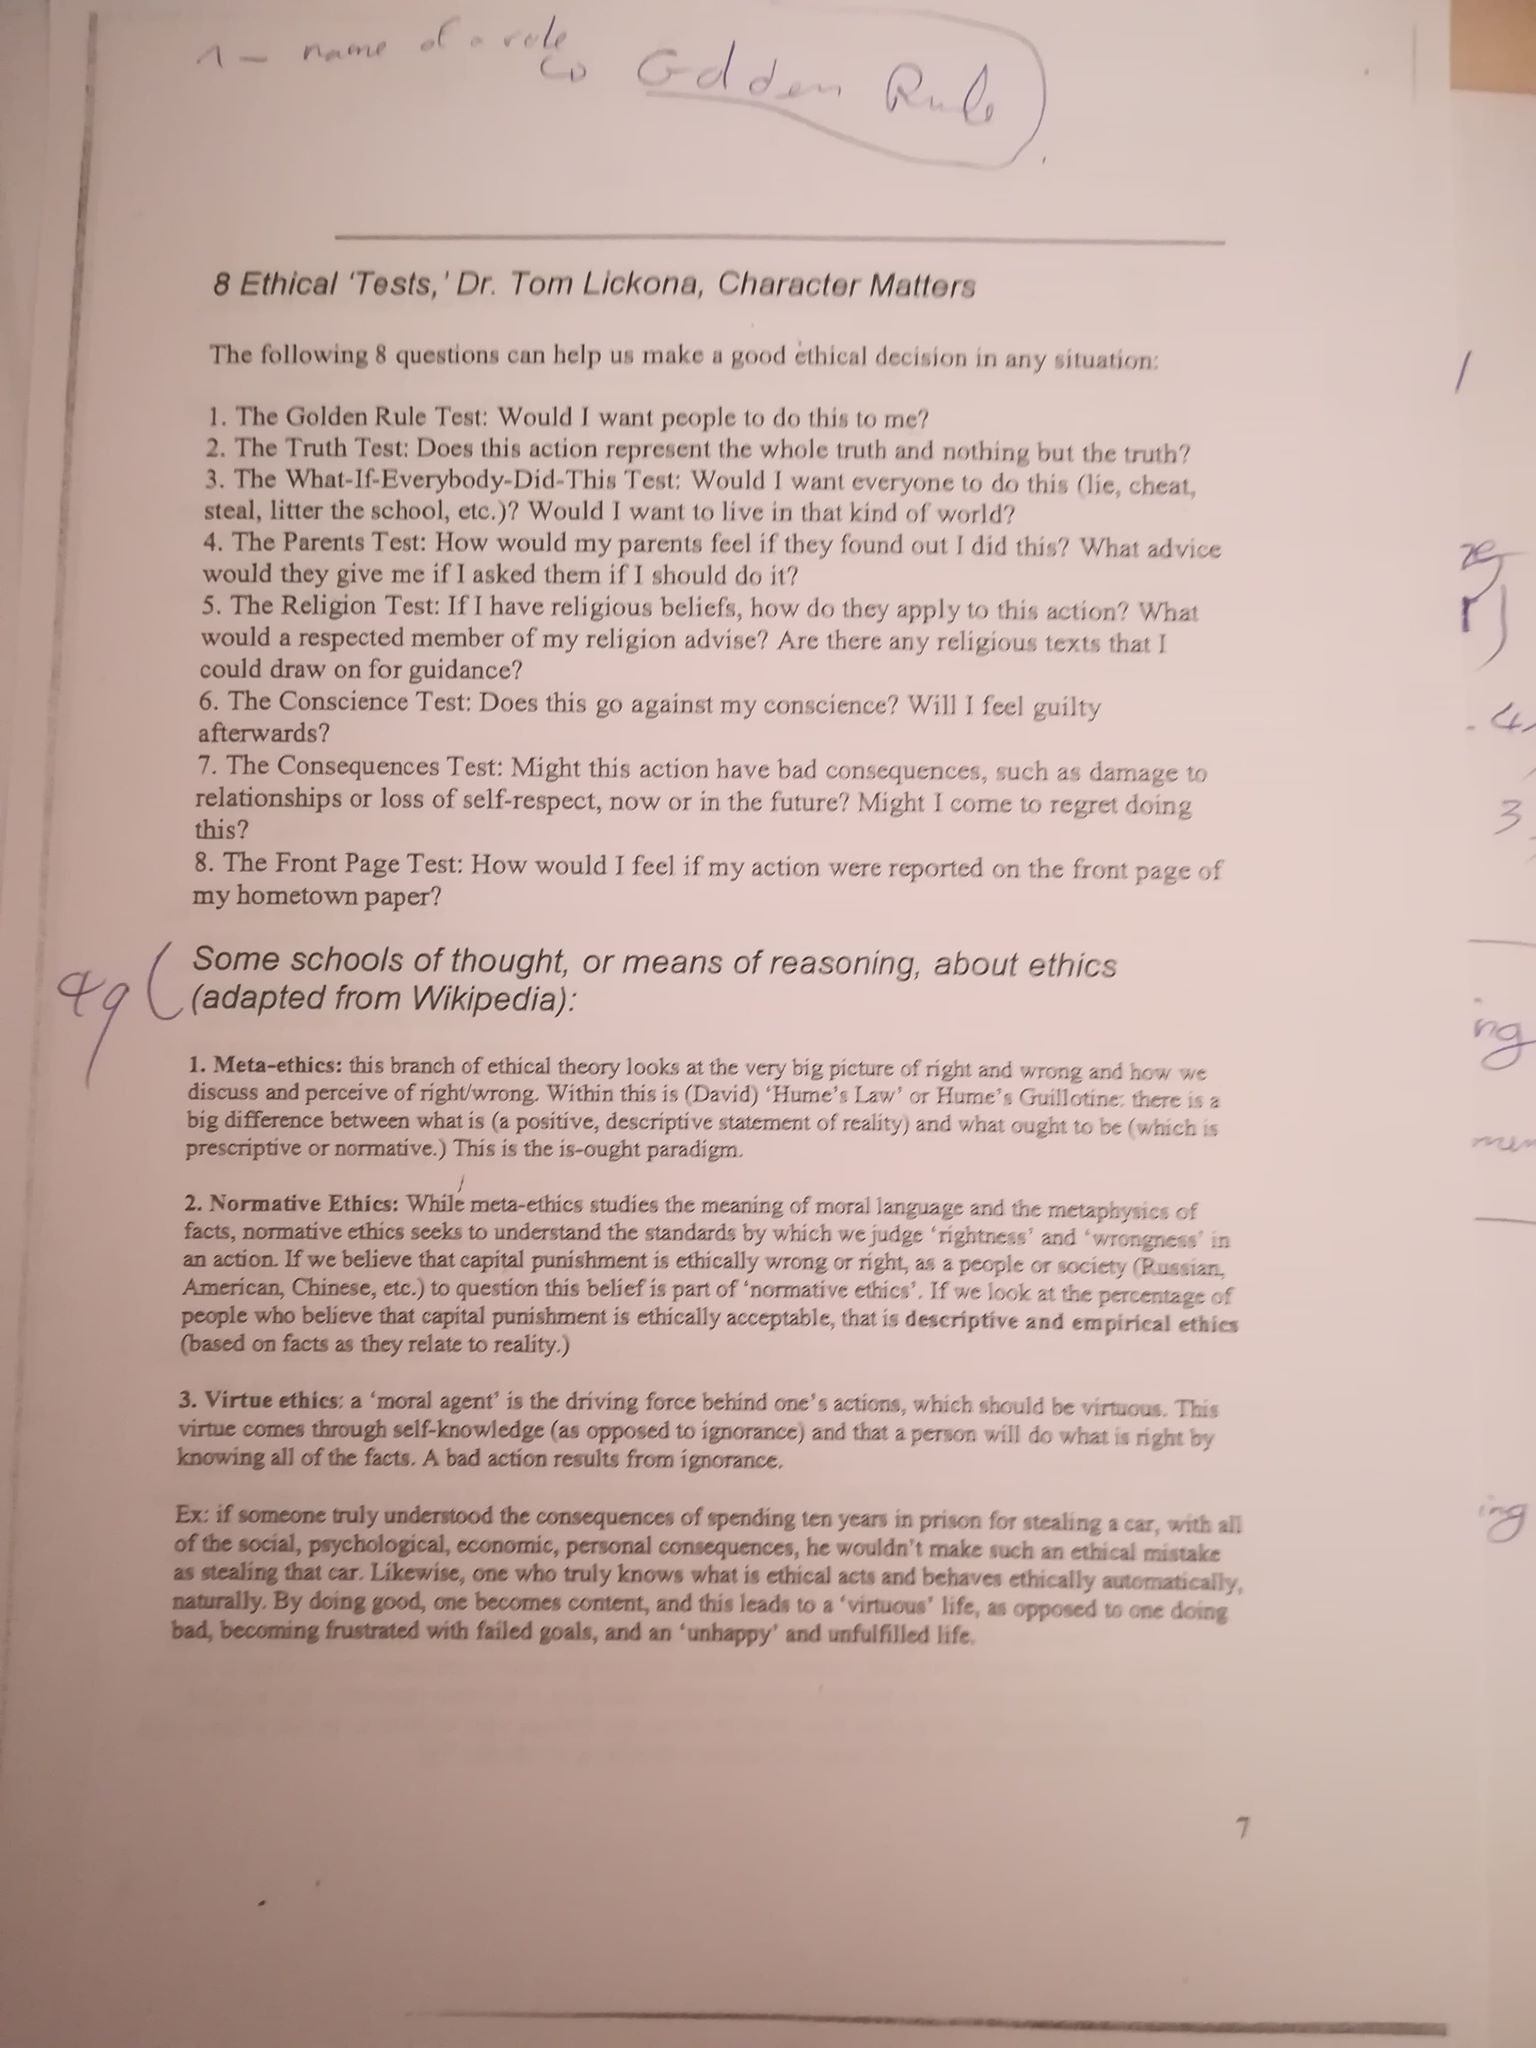 1 - name of a rule
Golden Rule
8 Ethical 'Tests,' Dr. Tom Lickona, Character Matters
The following 8 questions can help us make a good ethical decision in any situation:
1. The Golden Rule Test: Would I want people to do this to me?
2. The Truth Test: Does this action represent the whole truth and nothing but the truth?
3. The What-If-Everybody-Did-This Test: Would I want everyone to do this (lie, cheat,
steal, litter the school, etc.)? Would I want to live in that kind of world?
4. The Parents Test: How would my parents feel if they found out I did this? What advice
would they give me if I asked them if I should do it?
5. The Religion Test: If I have religious beliefs, how do they apply to this action? What
would a respected member of my religion advise? Are there any religious texts that I
could draw on for guidance?
6. The Conscience Test: Does this go against my conscience? Will I feel guilty
afterwards?
7. The Consequences Test: Might this action have bad consequences, such as damage to
relationships or loss of self-respect, now or in the future? Might I come to regret doing
this?
8. The Front Page Test: How would I feel if my action were reported on the front page of
my hometown paper?
Some schools of thought, or means of reasoning, about ethics
(adapted from Wikipedia):
1. Meta-ethics: this branch of ethical theory looks at the very big picture of right and wrong and how we
discuss and perceive of right/wrong. Within this is (David) 'Hume's Law' or Hume's Guillotine: there is a
big difference between what is (a positive, descriptive statement of reality) and what ought to be (which is
prescriptive or normative.) This is the is-ought paradigm.
2. Normative Ethics: While meta-ethics studies the meaning of moral language and the metaphysics of
facts, normative ethics seeks to understand the standards by which we judge 'rightness' and 'wrongness' in
an action. If we believe that capital punishment is ethically wrong or right, as a people or society (Russian,
American, Chinese, etc.) to question this belief is part of 'normative ethics'. If we look at the percentage of
people who believe that capital punishment is ethically acceptable, that is descriptive and empirical ethics
(based on facts as they relate to reality.)
3. Virtue ethics: a 'moral agent' is the driving force behind one's actions, which should be virtuous. This
virtue comes through self-knowledge (as opposed to ignorance) and that a person will do what is right by
knowing all of the facts. A bad action results from ignorance.
Ex: if someone truly understood the consequences of spending ten years in prison for stealing a car, with all
of the social, psychological, economic, personal consequences, he wouldn't make such an ethical mistake
as stealing that car. Likewise, one who truly knows what is ethical acts and behaves ethically automatically,
naturally. By doing good, one becomes content, and this leads to a 'virtuous' life, as opposed to one doing
bad, becoming frustrated with failed goals, and an 'unhappy' and unfulfilled life.
7